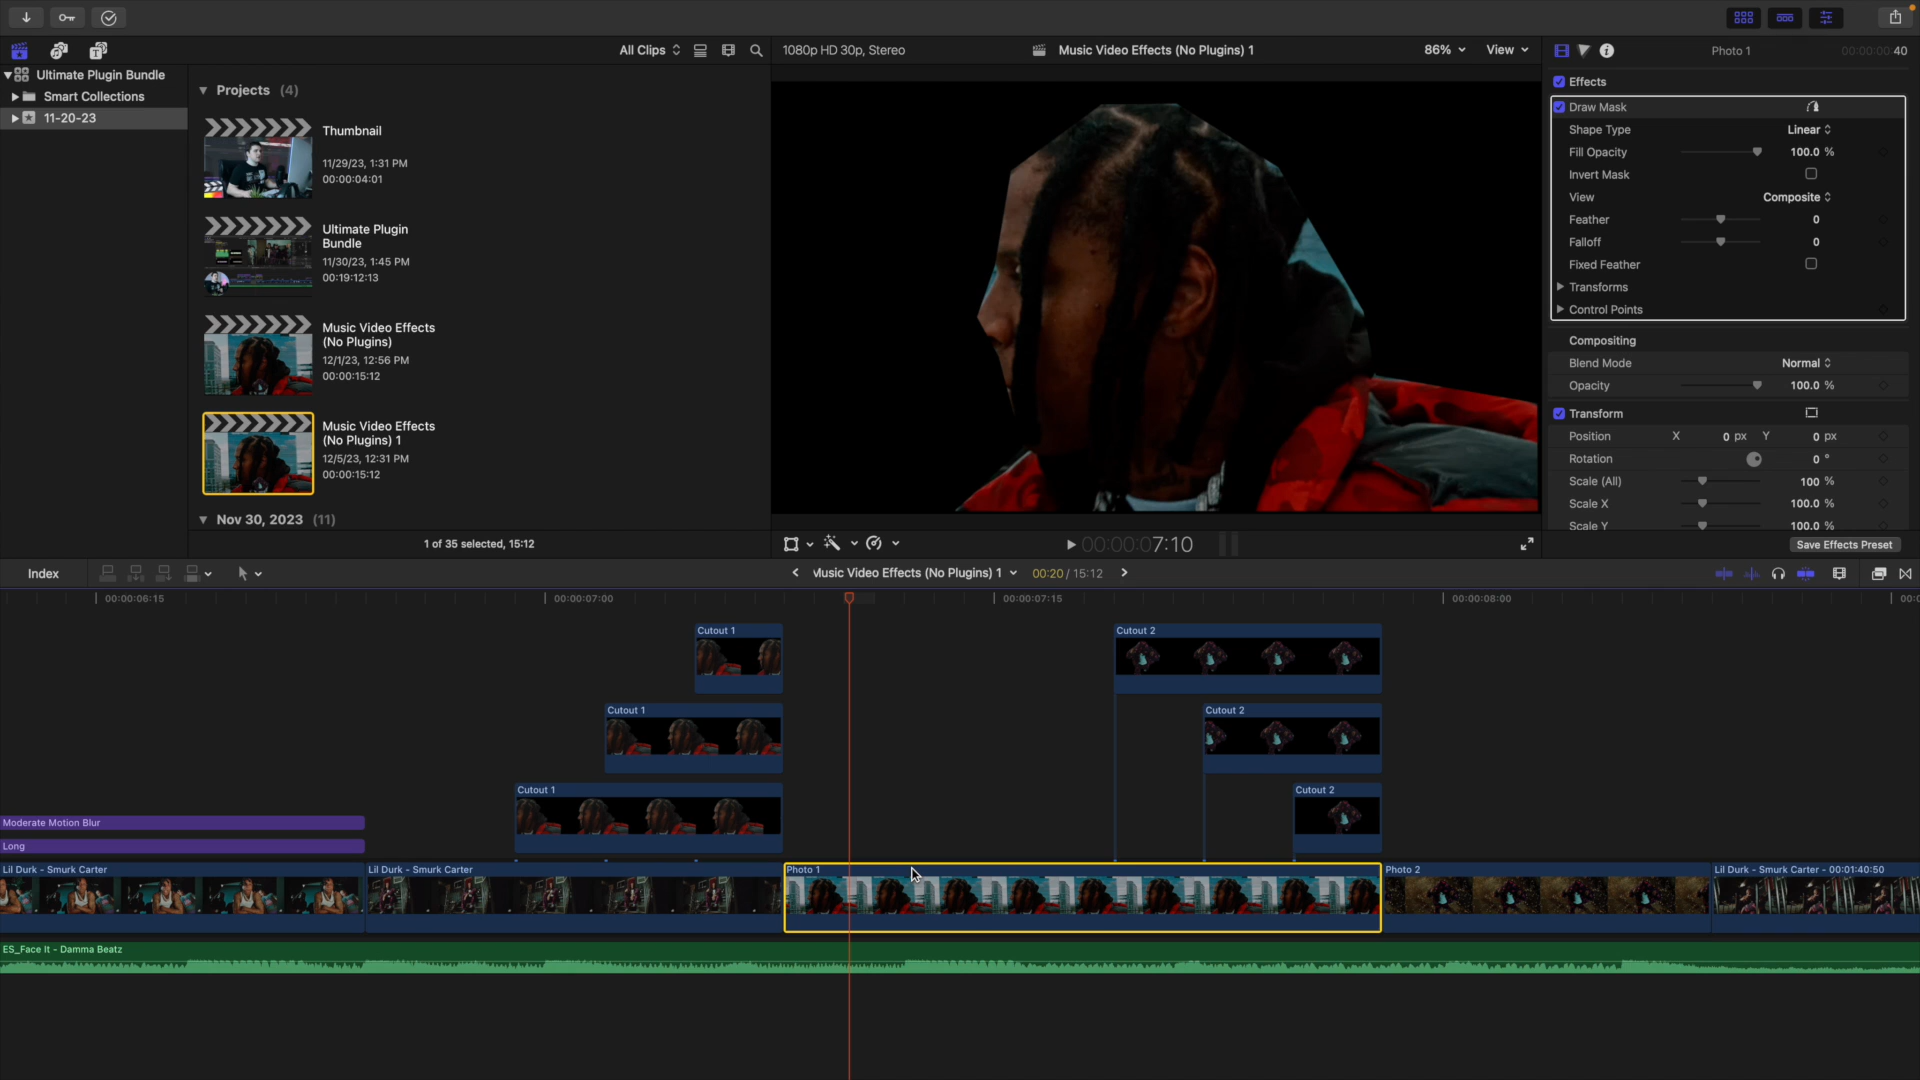 All Clips
1080p HD 30p, Stereo
Music Video Effects (No Plugins) 1
86%
View
Photo 1
00:00:00:40
Ultimate Plugin Bundle
Smart Collections
11-20-23
Projects (4)
Thumbnail
11/29/23, 1:31 PM
00:00:04:01
Ultimate Plugin
Bundle
11/30/23, 1:45 PM
00:19:12:13
Music Video Effects
(No Plugins)
12/1/23, 12:56 PM
00:00:15:12
Music Video Effects
(No Plugins) 1
12/5/23, 12:31 PM
00:00:15:12
Nov 30, 2023 (11)
1 of 35 selected, 15:12
00:00:07:10
Effects
Draw Mask
Shape Type Linear
Fill Opacity 100.0 %
Invert Mask
View Composite
Feather 0
Falloff 0
Fixed Feather
Transforms
Control Points
Compositing
Blend Mode Normal
Opacity 100.0 %
Transform
Position X 0 px Y 0 px
Rotation 0 °
Scale (All) 100 %
Scale X 100.0 %
Scale Y 100.0 %
Save Effects Preset
Index
Music Video Effects (No Plugins) 1
00:20 / 15:12
00:00:06:15
00:00:07:00
00:00:07:15
00:00:08:00
Cutout 1
Cutout 2
Cutout 1
Cutout 2
Cutout 1
Cutout 2
Moderate Motion Blur
Long
Lil Durk - Smurk Carter
Lil Durk - Smurk Carter
Photo 1
Photo 2
Lil Durk - Smurk Carter - 00:01:40:50
ES_Face It - Damma Beatz